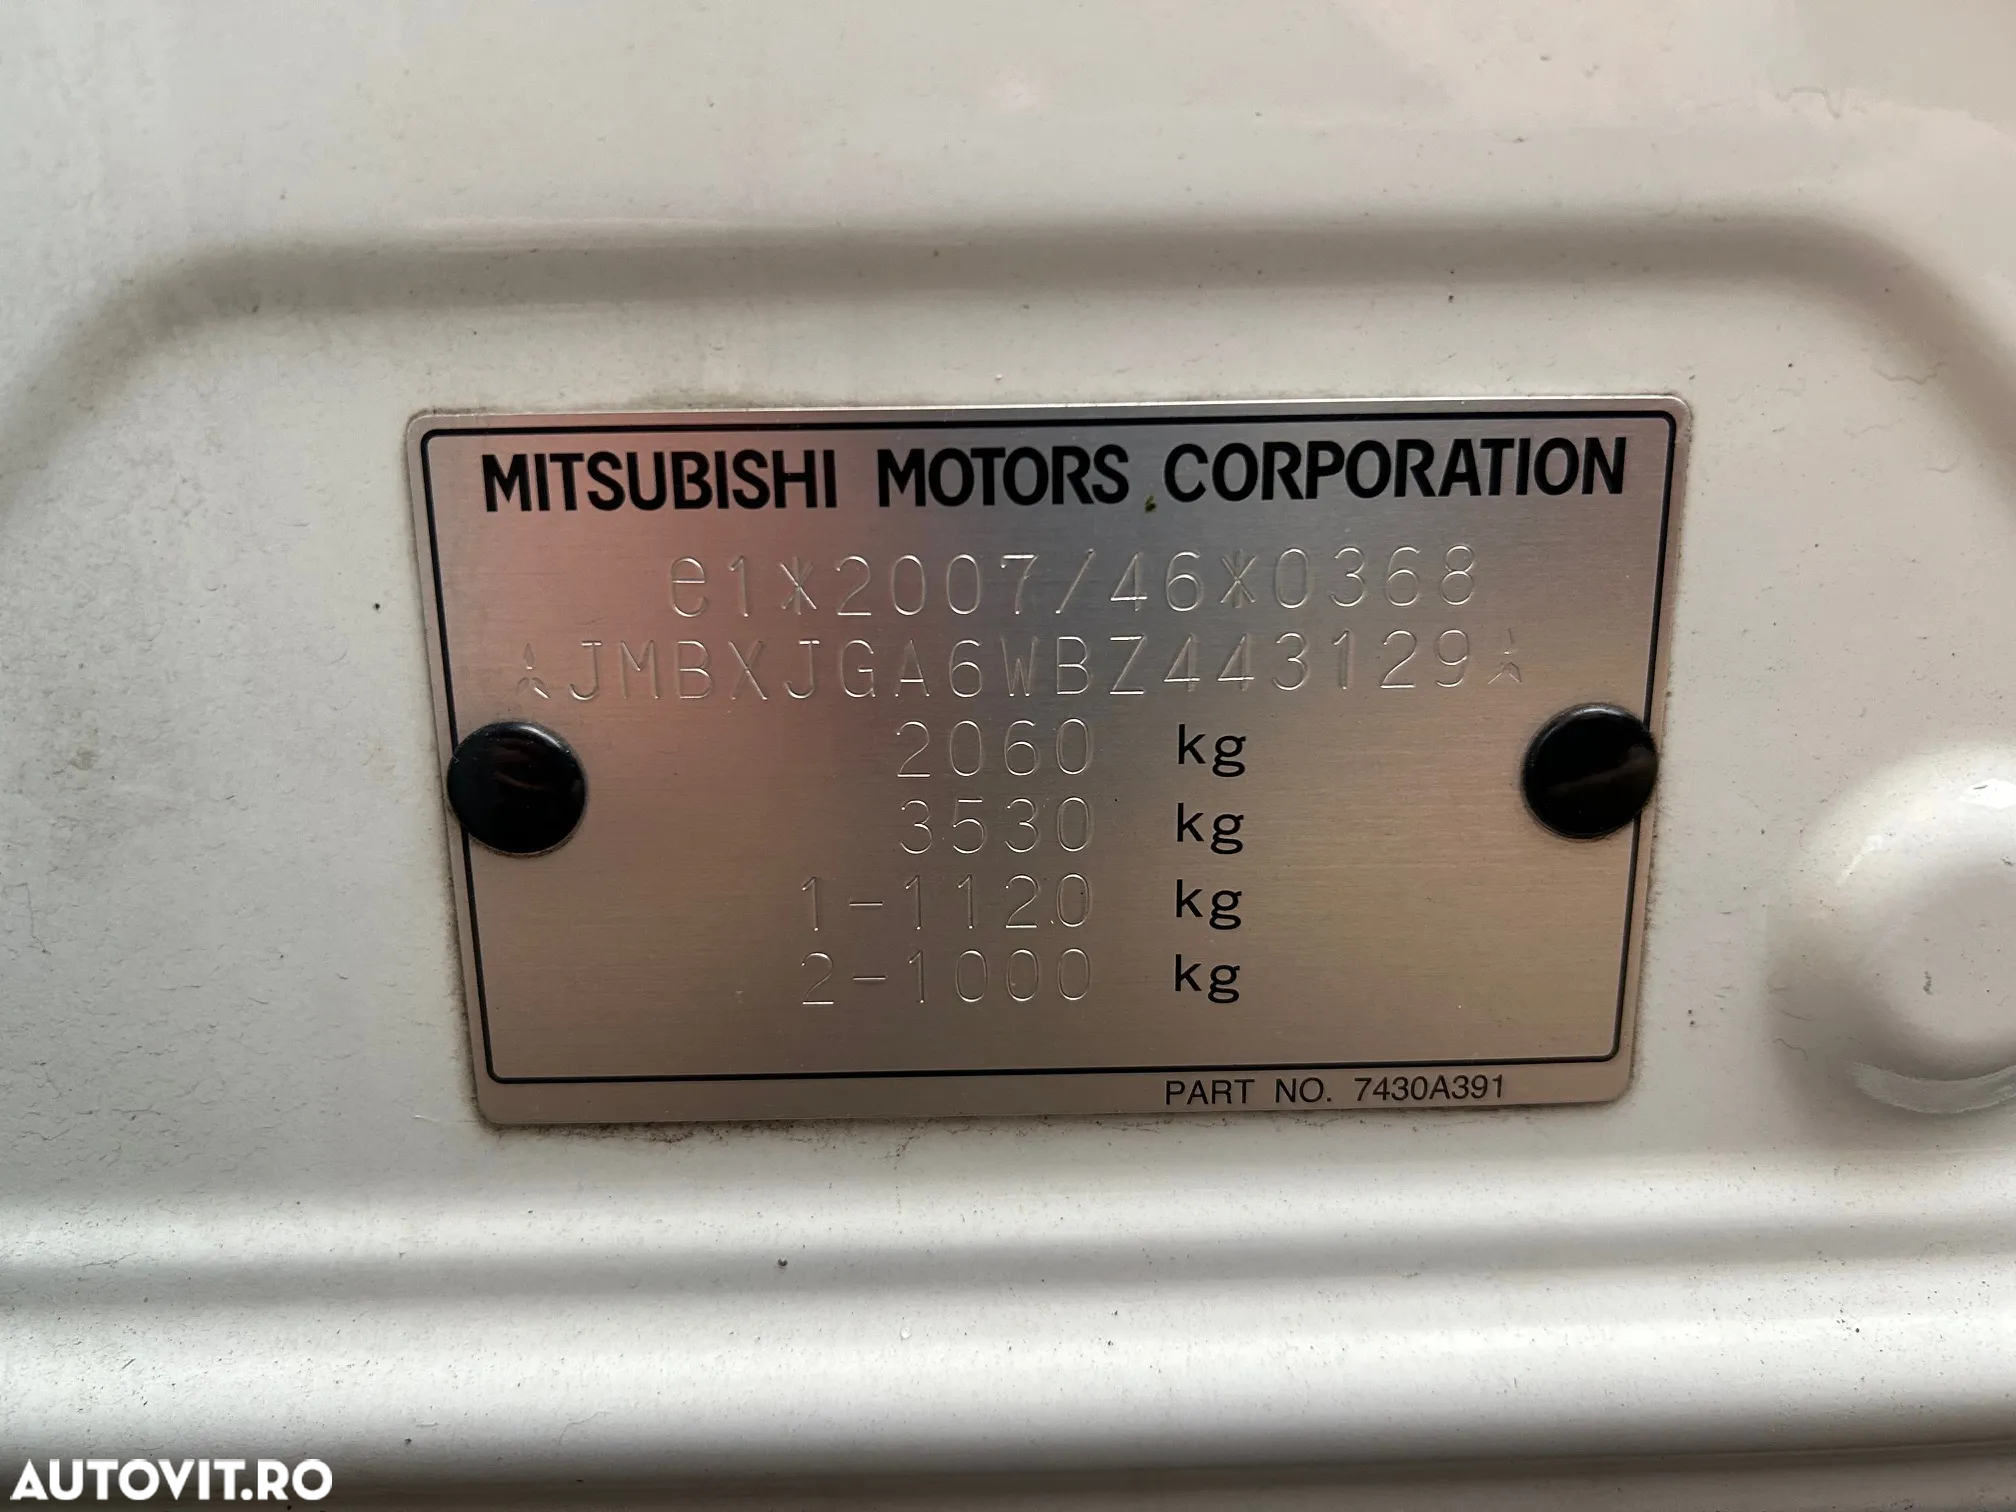 MITSUBISHI MOTORS CORPORATION
e1*2007/46*0368
JMBXJGA6WBZ443129
2060 kg
3530 kg
1-1120 kg
2-1000 kg
PART NO. 7430A391
AUTOVIT.RO